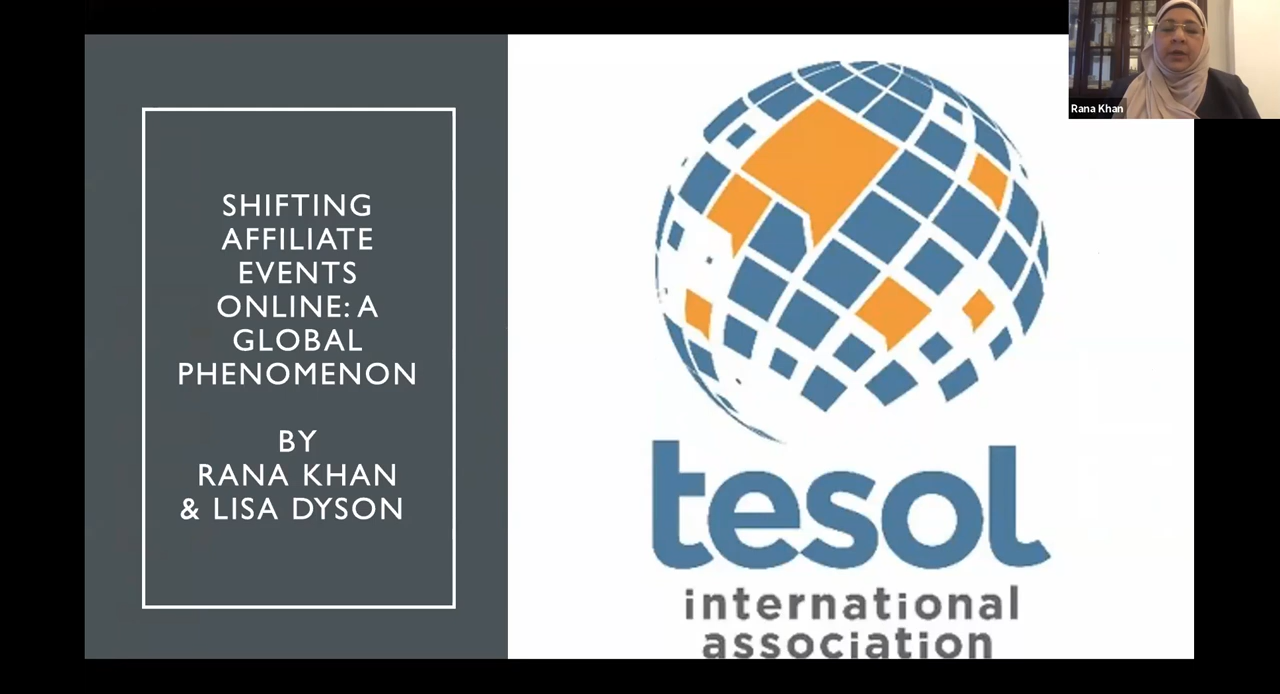 SHIFTING
AFFILIATE
EVENTS
ONLINE: A
GLOBAL
PHENOMENON
BY
RANA KHAN
& LISA DYSON
tesol
international
association
Rana Khan